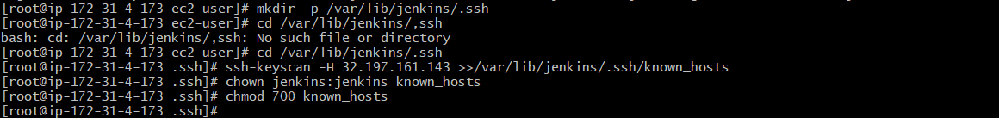 [root@ip-172-31-4-173 ec2-user]# mkdir -p /var/lib/jenkins/.ssh
[root@ip-172-31-4-173 ec2-user]# cd /var/lib/jenkins/,ssh
bash: cd: /var/lib/jenkins/,ssh: No such file or directory
[root@ip-172-31-4-173 ec2-user]# cd /var/lib/jenkins/.ssh
[root@ip-172-31-4-173 .ssh]# ssh-keyscan -H 32.197.161.143 >>/var/lib/jenkins/.ssh/known_hosts
[root@ip-172-31-4-173 .ssh]# chown jenkins:jenkins known_hosts
[root@ip-172-31-4-173 .ssh]# chmod 700 known_hosts
[root@ip-172-31-4-173 .ssh]#